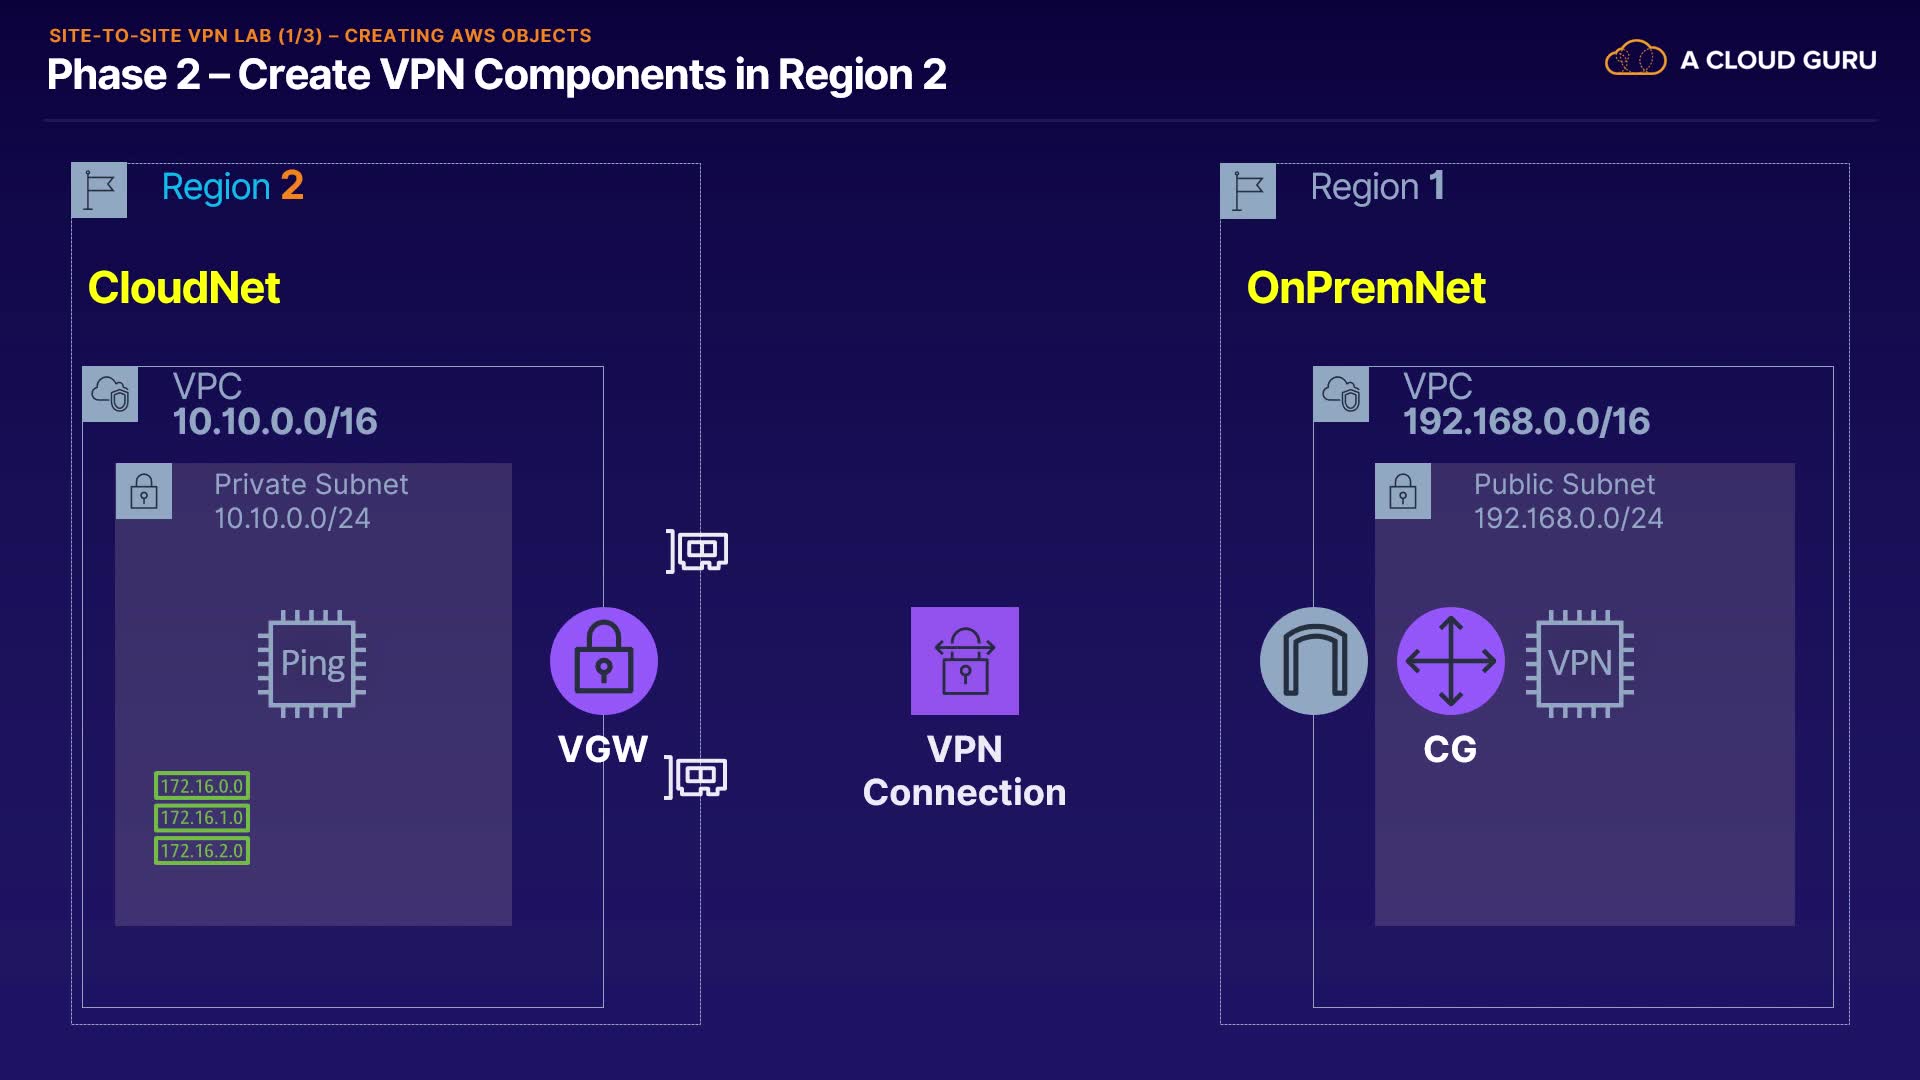 SITE-TO-SITE VPN LAB (1/3) – CREATING AWS OBJECTS
Phase 2 – Create VPN Components in Region 2
A CLOUD GURU
Region 2
CloudNet
VPC
10.10.0.0/16
Private Subnet
10.10.0.0/24
Ping
172.16.0.0
172.16.1.0
172.16.2.0
VGW
VPN
Connection
Region 1
OnPremNet
VPC
192.168.0.0/16
Public Subnet
192.168.0.0/24
CG
VPN